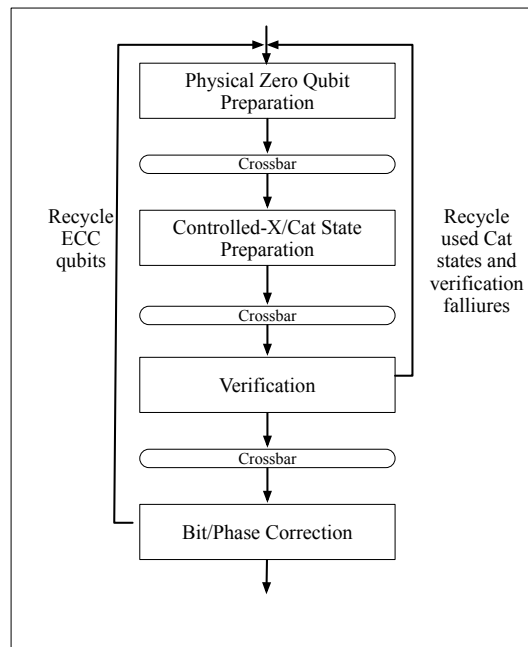 Physical Zero Qubit
Preparation
Crossbar
Recycle
ECC
qubits
Controlled-X/Cat State
Preparation
Recycle
used Cat
states and
verification
falliures
Crossbar
Verification
Crossbar
Bit/Phase Correction